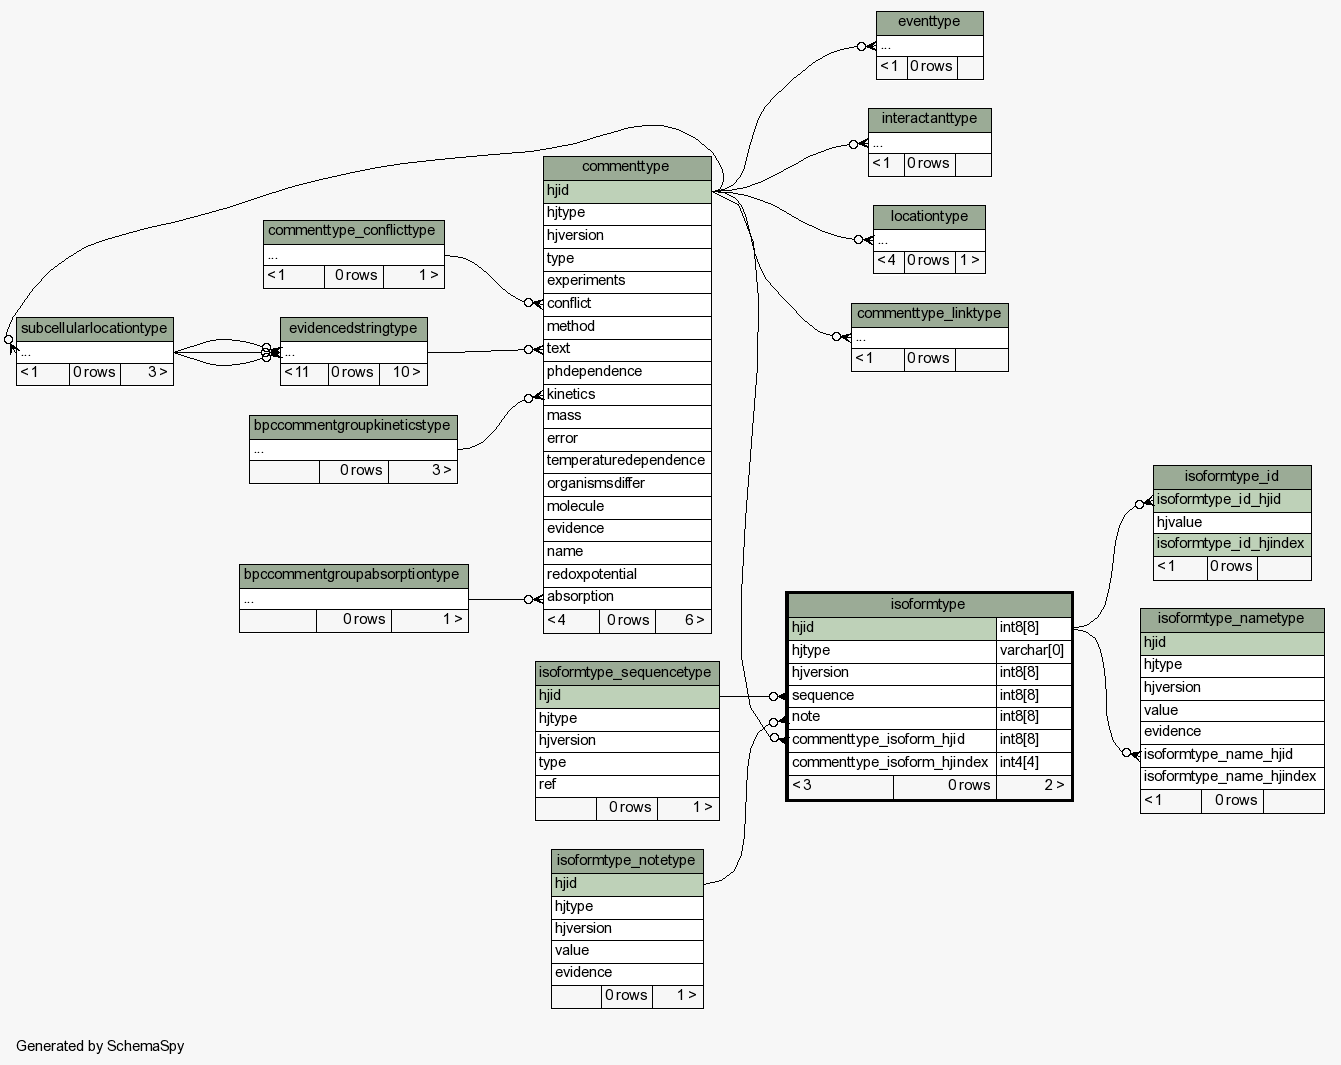 eventtype
...
< 1 0 rows
interactanttype
...
< 1 0 rows
locationtype
...
< 4 0 rows 1 >
commenttype_linktype
...
< 1 0 rows
commenttype
hjid
hjtype
hjversion
type
experiments
conflict
method
text
phdependence
kinetics
mass
error
temperaturedependence
organismsdiffer
molecule
evidence
name
redoxpotential
absorption
< 4 0 rows 6 >
commenttype_conflicttype
...
< 1 0 rows 1 >
subcellularlocationtype
...
< 1 0 rows 3 >
evidencedstringtype
...
< 11 0 rows 10 >
bpccommentgroupkineticstype
...
0 rows 3 >
bpccommentgroupabsorptiontype
...
0 rows 1 >
isoformtype_id
isoformtype_id_hjid
hjvalue
isoformtype_id_hjindex
< 1 0 rows
isoformtype
hjid int8[8]
hjtype varchar[0]
hjversion int8[8]
sequence int8[8]
note int8[8]
commenttype_isoform_hjid int8[8]
commenttype_isoform_hjindex int4[4]
< 3 0 rows 2 >
isoformtype_nametype
hjid
hjtype
hjversion
value
evidence
isoformtype_name_hjid
isoformtype_name_hjindex
< 1 0 rows
isoformtype_sequencetype
hjid
hjtype
hjversion
type
ref
0 rows 1 >
isoformtype_notetype
hjid
hjtype
hjversion
value
evidence
0 rows 1 >
Generated by SchemaSpy